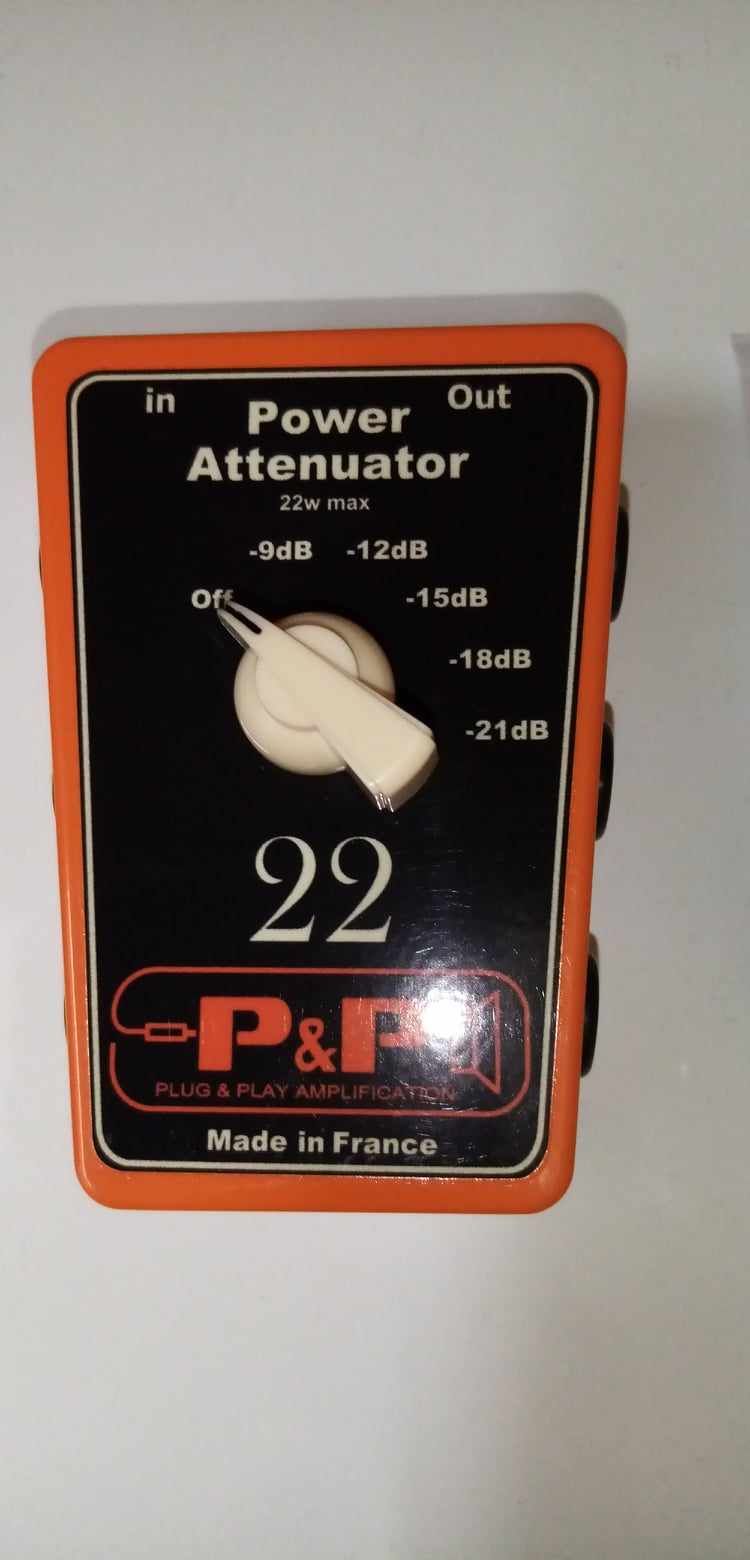 in
Out
Power
Attenuator
22w max
-9dB
-12dB
Off
-15dB
-18dB
-21dB
22
P&P
PLUG & PLAY AMPLIFICATION
Made in France